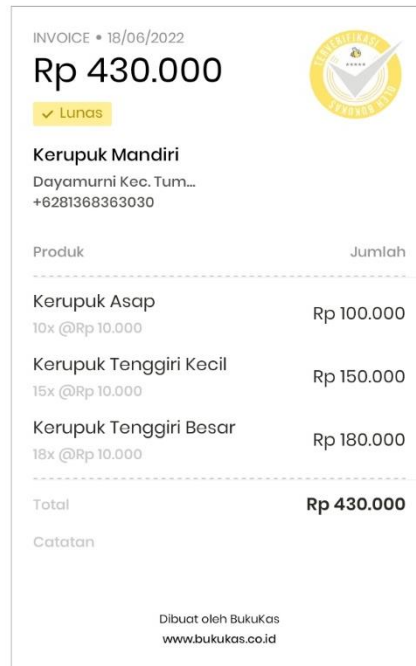 INVOICE • 18/06/2022
Rp 430.000
TERVERIFIKASI
OLEH BUKUKAS
✓ Lunas
Kerupuk Mandiri
Dayamurni Kec. Tum...
+6281368363030
Produk Jumlah
Kerupuk Asap
10x @Rp 10.000
Rp 100.000
Kerupuk Tenggiri Kecil
15x @Rp 10.000
Rp 150.000
Kerupuk Tenggiri Besar
18x @Rp 10.000
Rp 180.000
Total Rp 430.000
Catatan
Dibuat oleh BukuKas
www.bukukas.co.id